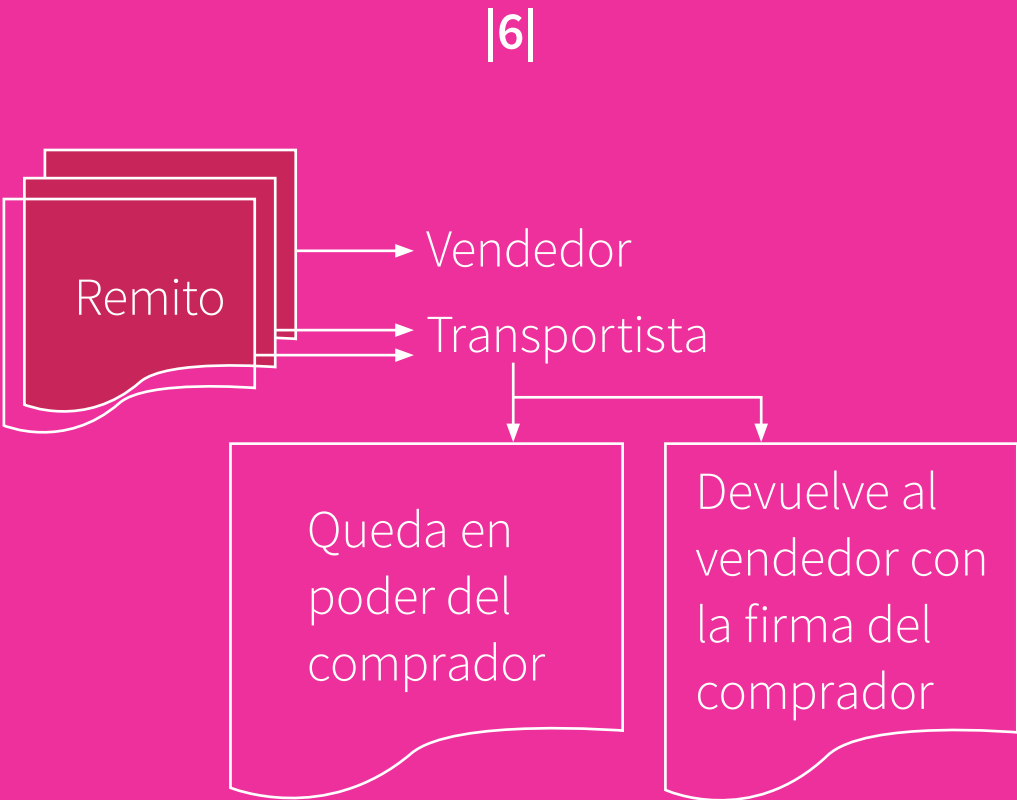 |6|
Remito
Vendedor
Transportista
Queda en
poder del
comprador
Devuelve al
vendedor con
la firma del
comprador